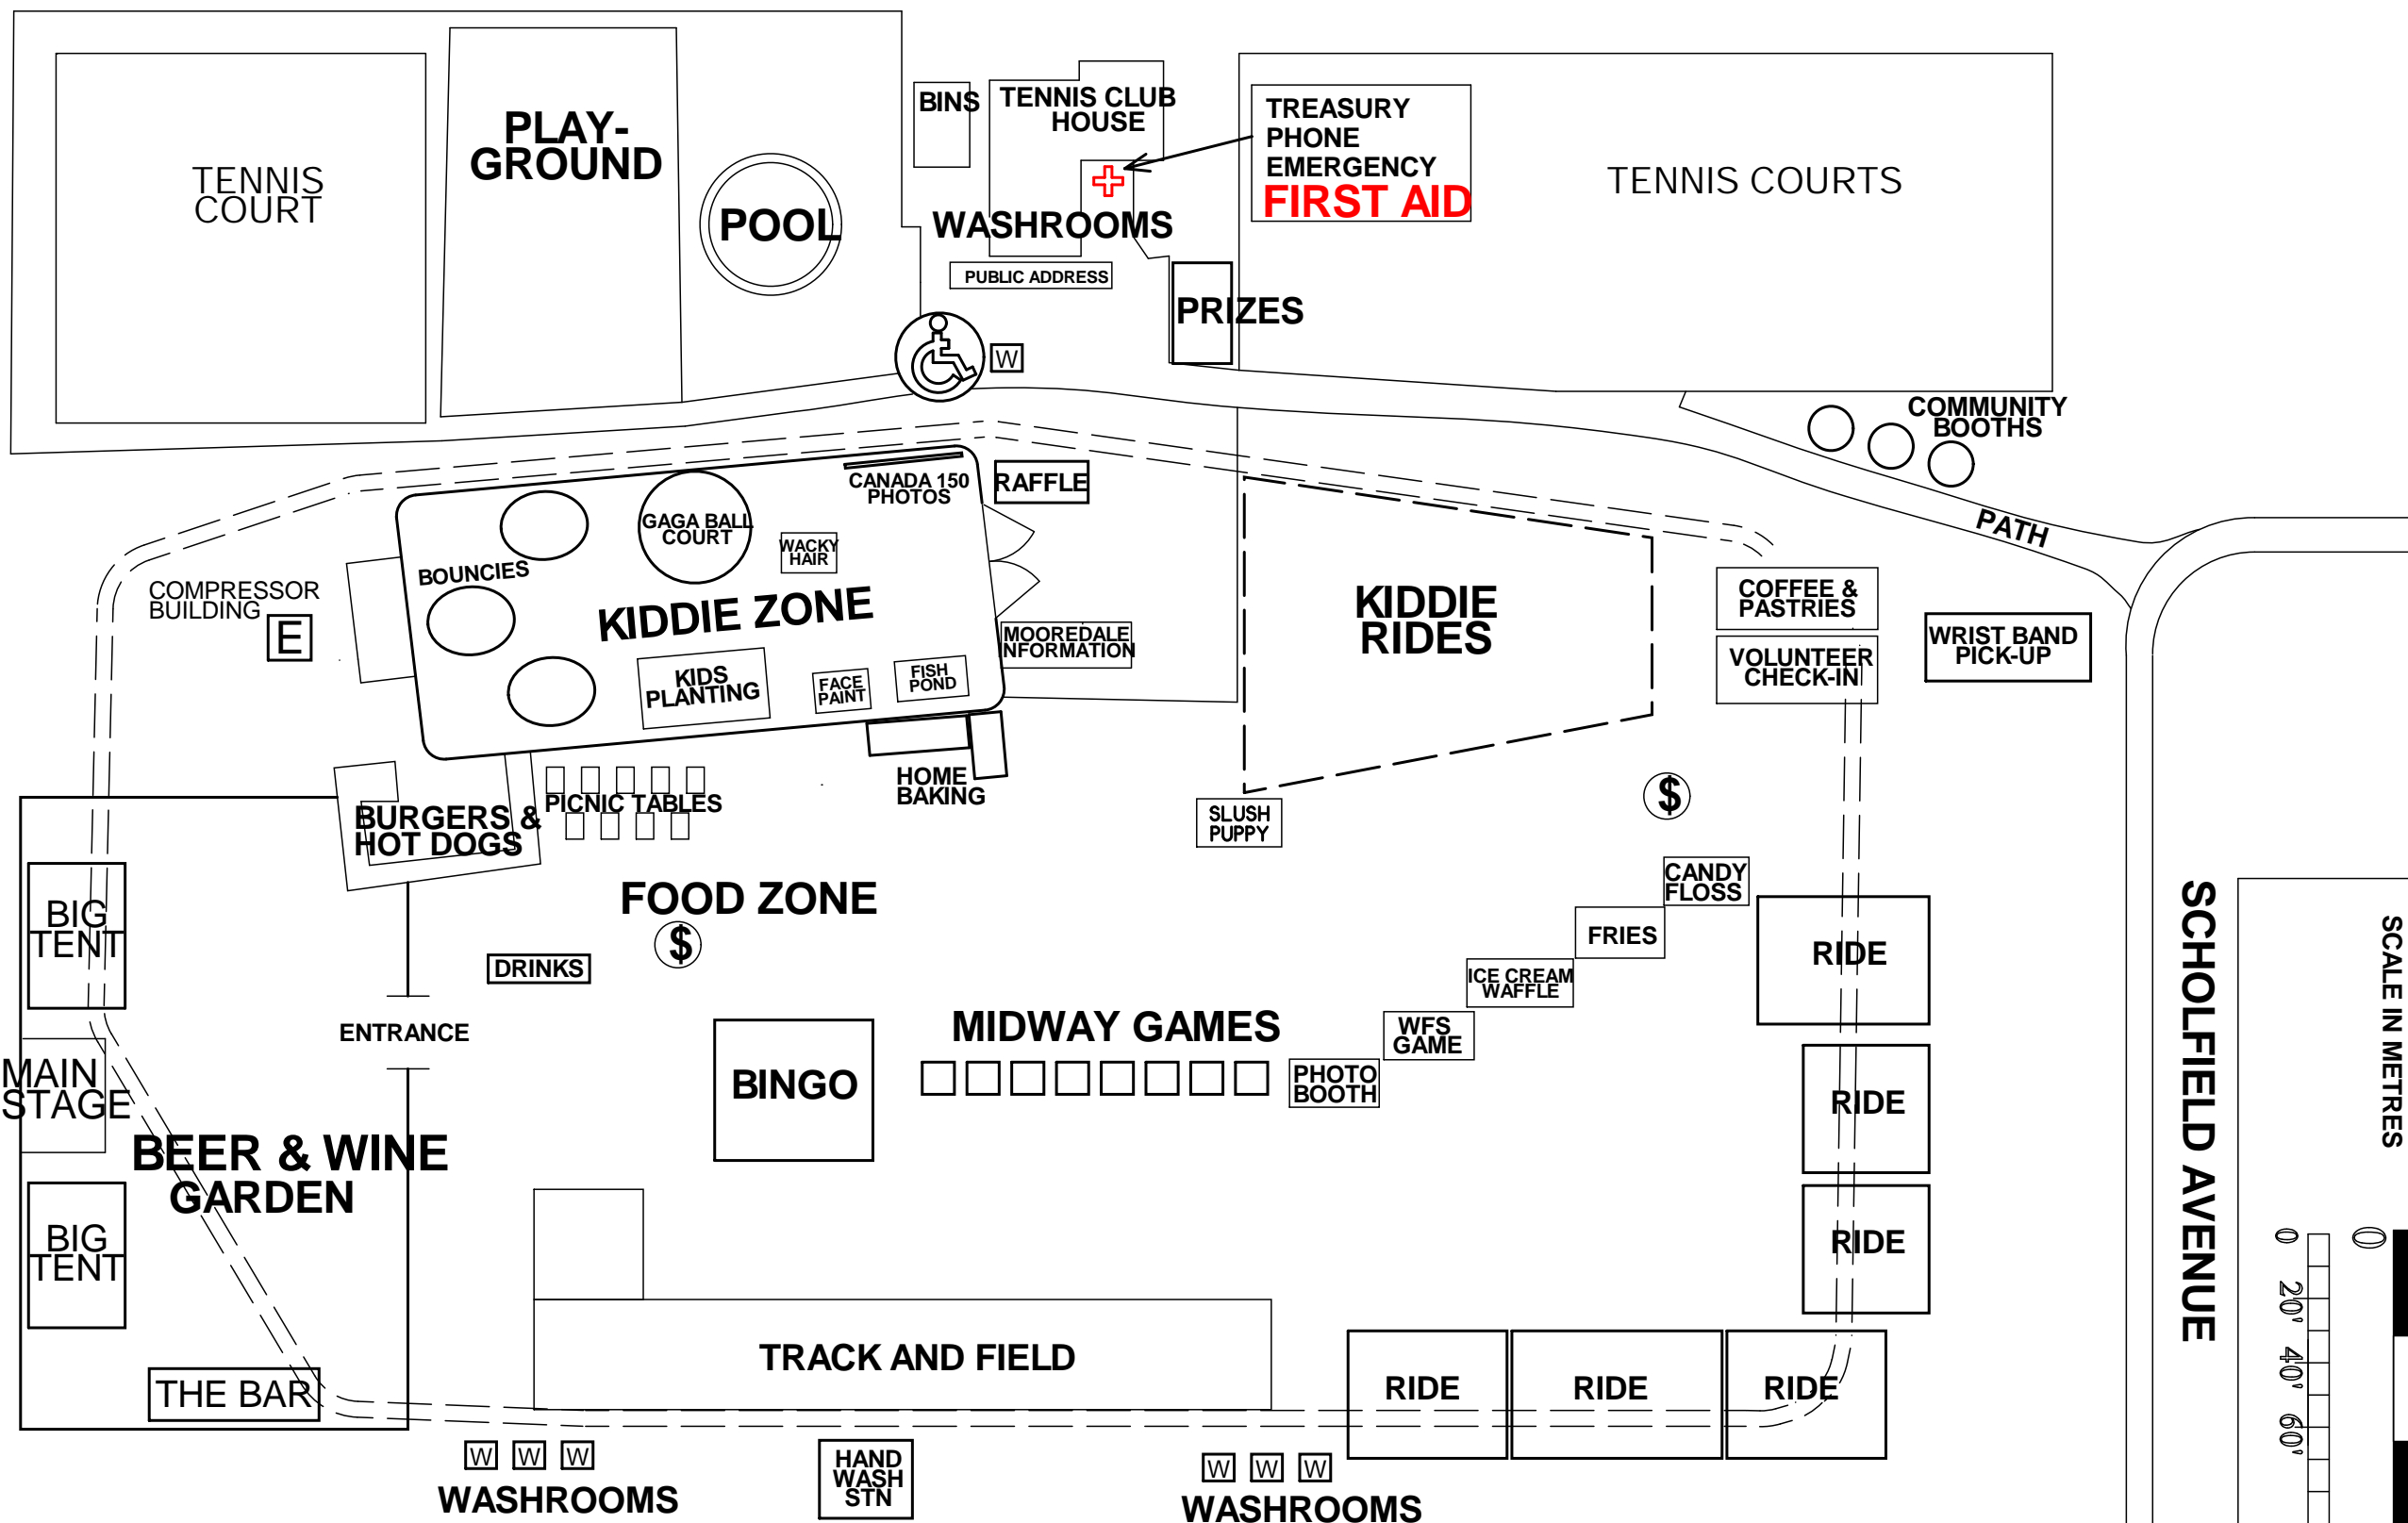 TENNIS
COURT
PLAY-
GROUND
POOL
BINS
TENNIS CLUB
HOUSE
WASHROOMS
PUBLIC ADDRESS
TREASURY
PHONE
EMERGENCY
FIRST AID
TENNIS COURTS
PRIZES
W
COMMUNITY
BOOTHS
PATH
CANADA 150
PHOTOS
RAFFLE
GAGA BALL
COURT
WACKY
HAIR
BOUNCIES
KIDDIE ZONE
COMPRESSOR
BUILDING
E
MOOREDALE
INFORMATION
KIDS
PLANTING
FACE
PAINT
FISH
POND
KIDDIE
RIDES
COFFEE &
PASTRIES
VOLUNTEER
CHECK-IN
WRIST BAND
PICK-UP
HOME
BAKING
PICNIC TABLES
BURGERS &
HOT DOGS
SLUSH
PUPPY
$
CANDY
FLOSS
FRIES
ICE CREAM
WAFFLE
WFS
GAME
PHOTO
BOOTH
FOOD ZONE
$
DRINKS
BIG
TENT
ENTRANCE
MAIN
STAGE
BEER & WINE
GARDEN
BIG
TENT
THE BAR
BINGO
MIDWAY GAMES
RIDE
RIDE
RIDE
RIDE
RIDE
RIDE
TRACK AND FIELD
W W W
WASHROOMS
HAND
WASH
STN
W W W
WASHROOMS
SCHOLFIELD AVENUE
SCALE IN METRES
0
0 20' 40' 60'